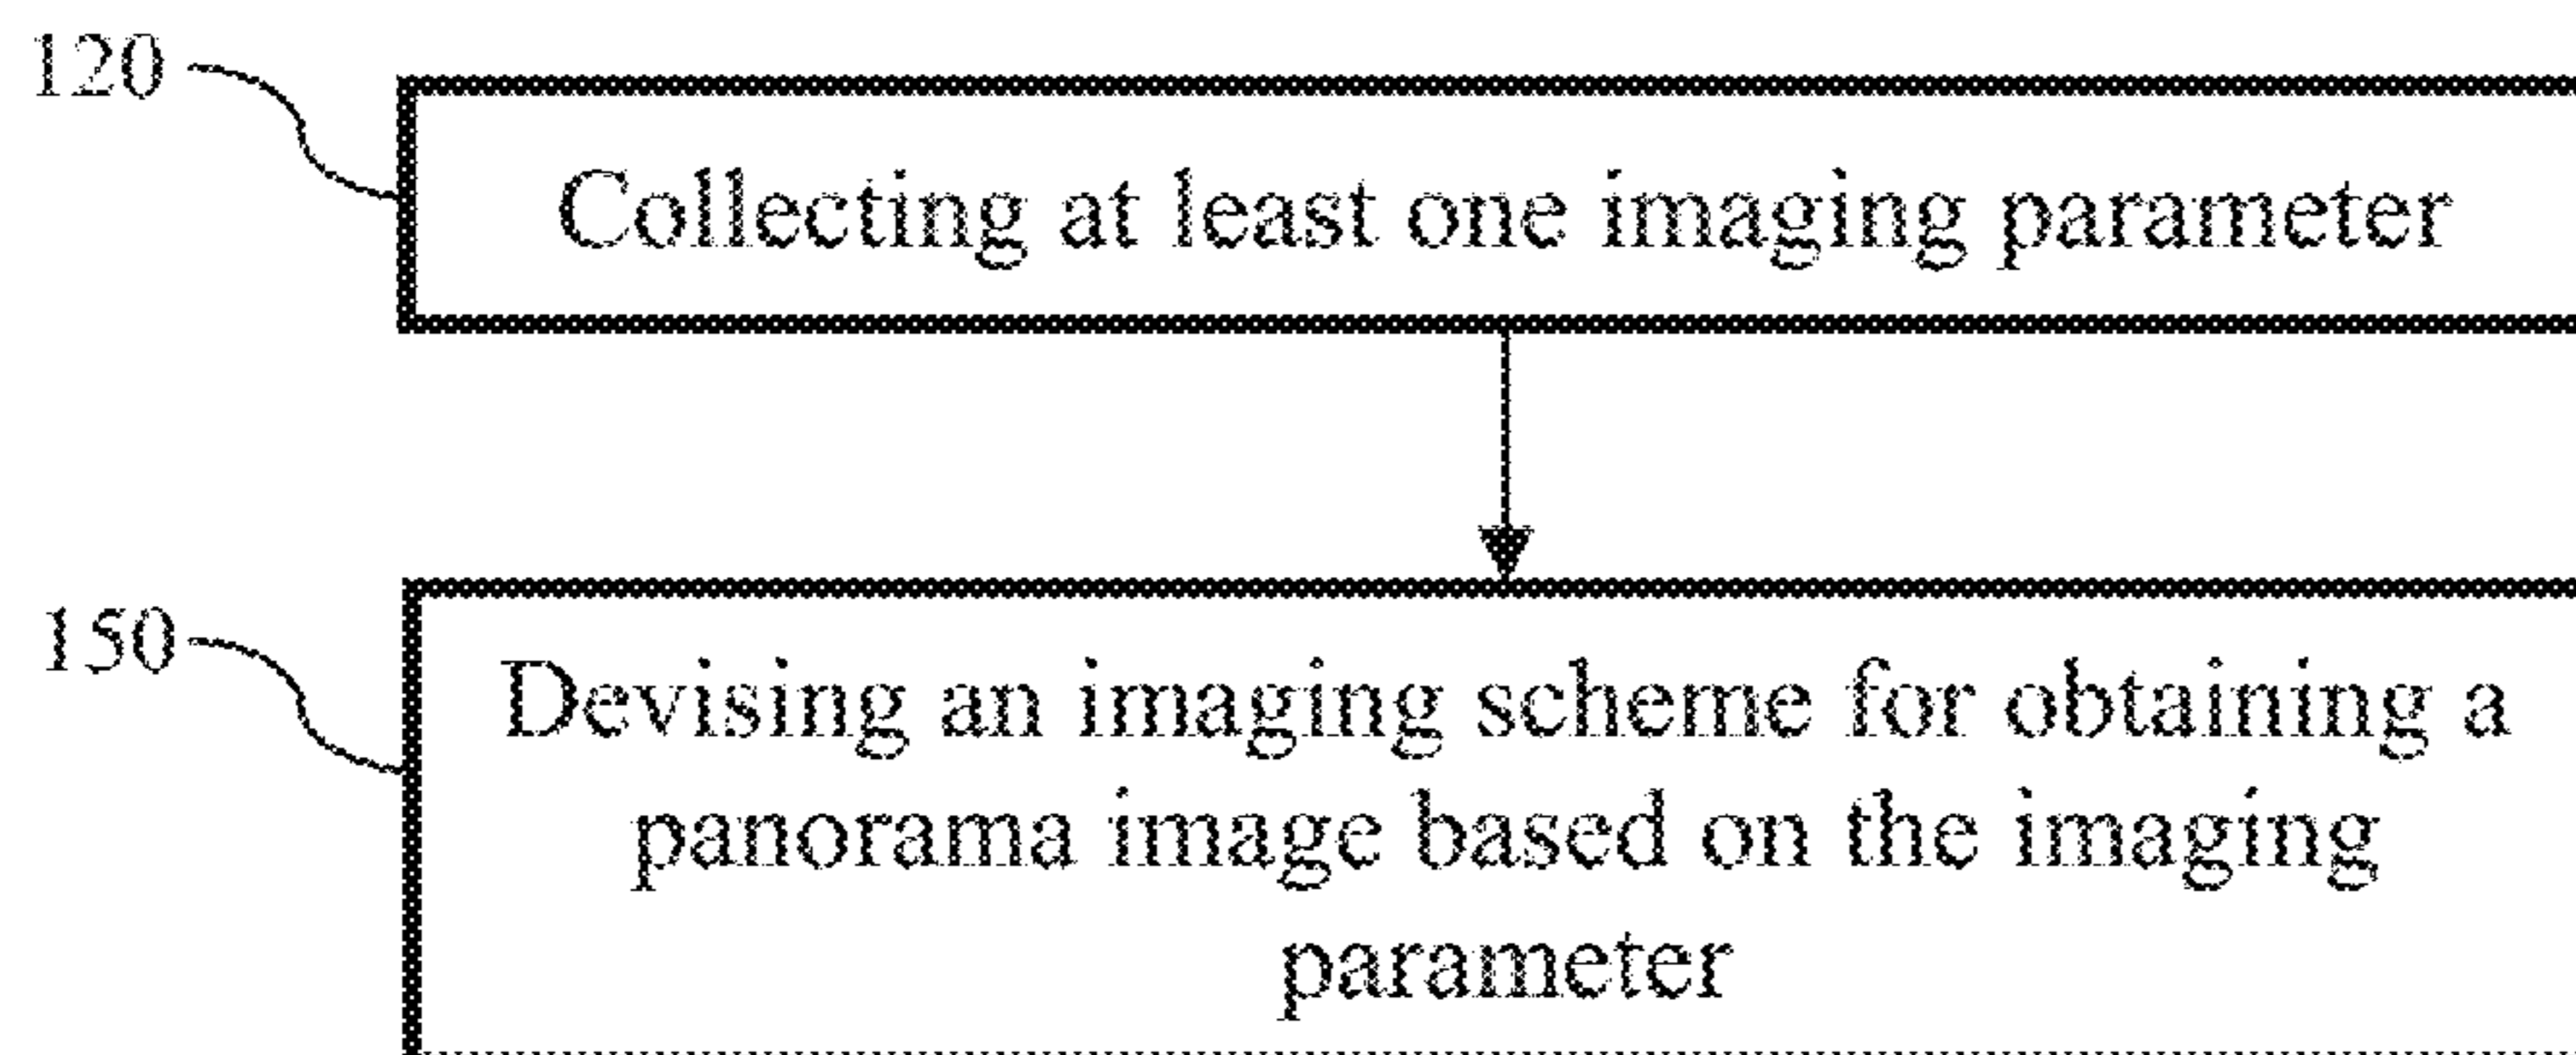 120
Collecting at least one imaging parameter
150
Devising an imaging scheme for obtaining a
panorama image based on the imaging
parameter